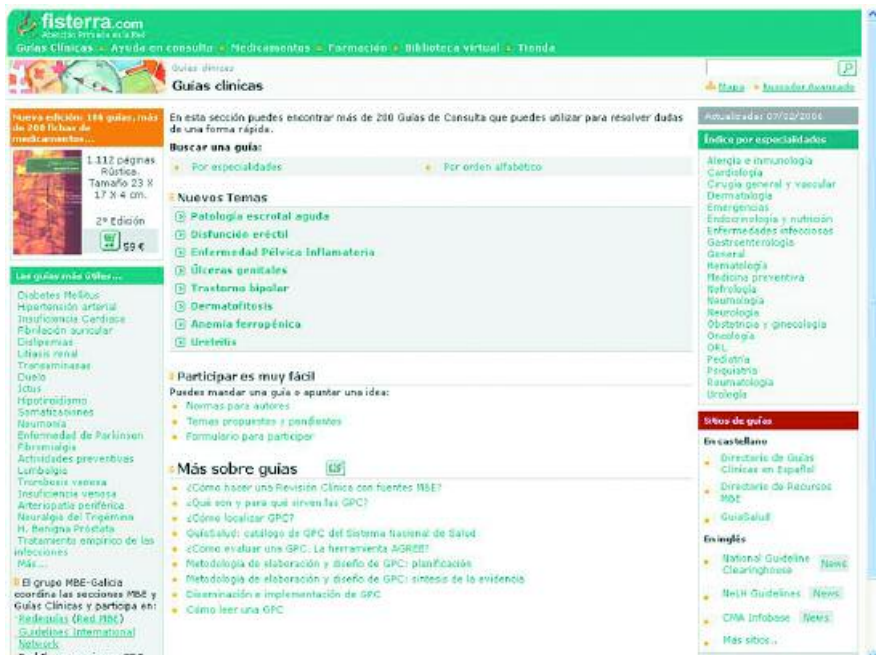 fisterra.com
Atención Primaria en la Red
Guías Clínicas Ayuda en consulta Medicamentos Formación Biblioteca virtual Tienda
Guías clínicas
Guías clínicas
Mapa buscador Avanzado
Nueva edición: 186 guías, más
de 200 fichas de
medicamentos...
1.112 páginas
Rústica.
Tamaño 23 X
17 X 4 cm.
2ª Edición
59 €
Las guías más útiles...
Diabetes Mellitus
Hipertensión arterial
Insuficiencia Cardiaca
Fibrilación auricular
Dislipemias
Litiasis renal
Transaminasas
Duelo
Ictus
Hipotiroidismo
Somatizaciones
Neumonía
Enfermedad de Parkinson
Fibromialgia
Actividades preventivas
Lumbalgia
Trombosis venosa
Insuficiencia venosa
Arteriopatía periférica
Neuralgia del Trigémino
H. Benigna Próstata
Tratamiento empírico de las
infecciones
Más...
El grupo MBE-Galicia
coordina las secciones MBE y
Guías Clínicas y participa en:
Redeguías (Red MBE)
Guidelines International
Network
En esta sección puedes encontrar más de 200 Guías de Consulta que puedes utilizar para resolver dudas
de una forma rápida.
Buscar una guía:
Por especialidades Por orden alfabético
Nuevos Temas
Patología escrotal aguda
Disfunción eréctil
Enfermedad Pélvica Inflamatoria
Úlceras genitales
Trastorno bipolar
Dermatofitosis
Anemia ferropénica
Uretritis
Participar es muy fácil
Puedes mandar una guía o apuntar una idea:
Normas para autores
Temas propuestos y pendientes
Formulario para participar
Más sobre guías
¿Cómo hacer una Revisión Clínica con fuentes MBE?
¿Qué son y para qué sirven las GPC?
¿Cómo localizar GPC?
GuíaSalud: catálogo de GPC del Sistema Nacional de Salud
¿Cómo evaluar una GPC. La herramienta AGREE?
Metodología de elaboración y diseño de GPC: planificación
Metodología de elaboración y diseño de GPC: síntesis de la evidencia
Diseminación e implementación de GPC
Cómo leer una GPC
Actualizada: 07/02/2006
Índice por especialidades
Alergia e inmunología
Cardiología
Cirugía general y vascular
Dermatología
Emergencias
Endocrinología y nutrición
Enfermedades infecciosas
Gastroenterología
General
Hematología
Medicina preventiva
Nefrología
Neumología
Neurología
Obstetricia y ginecología
Oncología
ORL
Pediatría
Psiquiatría
Reumatología
Urología
Sitios de guías
En castellano
Directorio de Guías
Clínicas en Español
Directorio de Recursos
MBE
GuiaSalud
En inglés
National Guideline
Clearinghouse News
NeLH Guidelines News
CMA Infobase News
Más sitios..